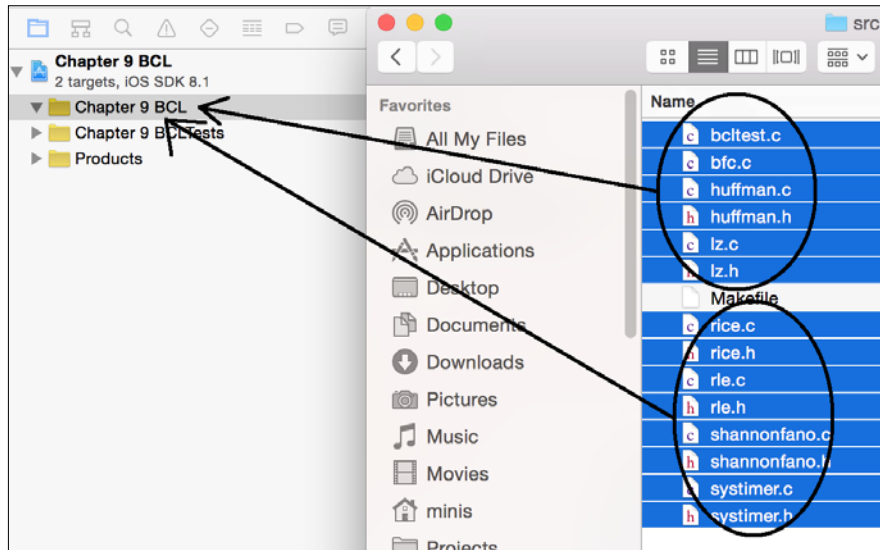 Chapter 9 BCL
2 targets, iOS SDK 8.1
Chapter 9 BCL
Chapter 9 BCLTests
Products
src
Favorites
All My Files
iCloud Drive
AirDrop
Applications
Desktop
Documents
Downloads
Pictures
Music
Movies
minis
Projects
Name
c bcltest.c
c bfc.c
c huffman.c
h huffman.h
c lz.c
h lz.h
Makefile
c rice.c
h rice.h
c rle.c
h rle.h
c shannonfano.c
h shannonfano.h
c systimer.c
h systimer.h